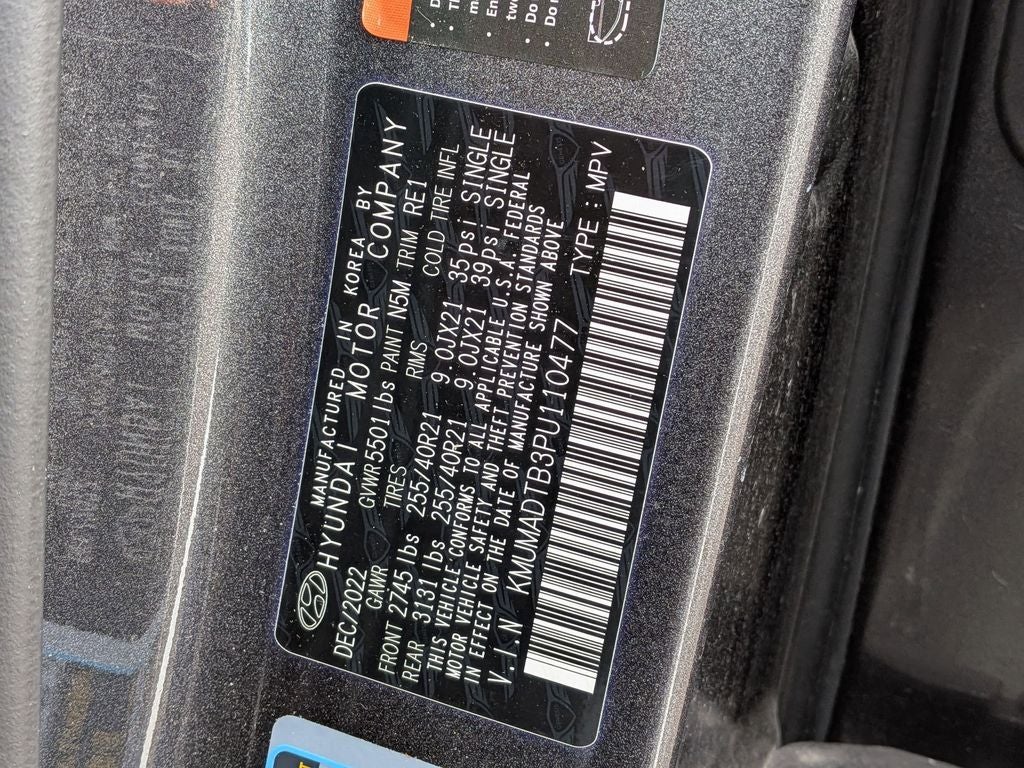 MANUFACTURED IN KOREA BY
HYUNDAI MOTOR COMPANY
DEC/2022 GVWR 5501lbs PAINT N5M TRIM RE1
GAWR TIRES RIMS COLD TIRE INFL
FRONT 2745 lbs 255/40R21 9.0JX21 35psi SINGLE
REAR 3131 lbs 255/40R21 9.0JX21 39psi SINGLE
THIS VEHICLE CONFORMS TO ALL APPLICABLE U.S.A. FEDERAL
MOTOR VEHICLE SAFETY AND THEFT PREVENTION STANDARDS
IN EFFECT ON THE DATE OF MANUFACTURE SHOWN ABOVE
V.I.N KMUMADTB3PU110477 TYPE : MPV
• En
• Do
• Do